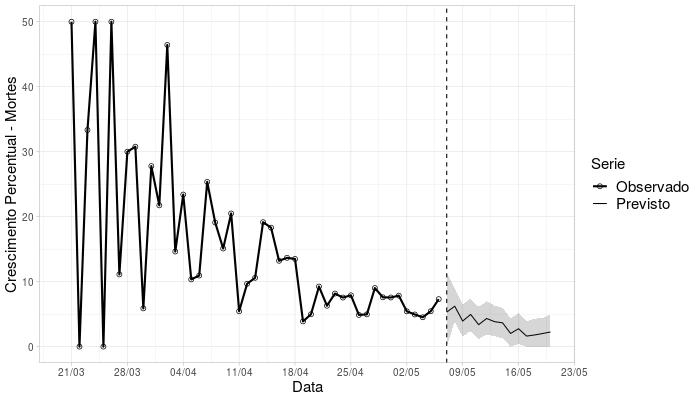 50
40
30
20
10
0
Crescimento Percentual - Mortes
21/03 28/03 04/04 11/04 18/04 25/04 02/05 09/05 16/05 23/05
Data
Serie
Observado
Previsto